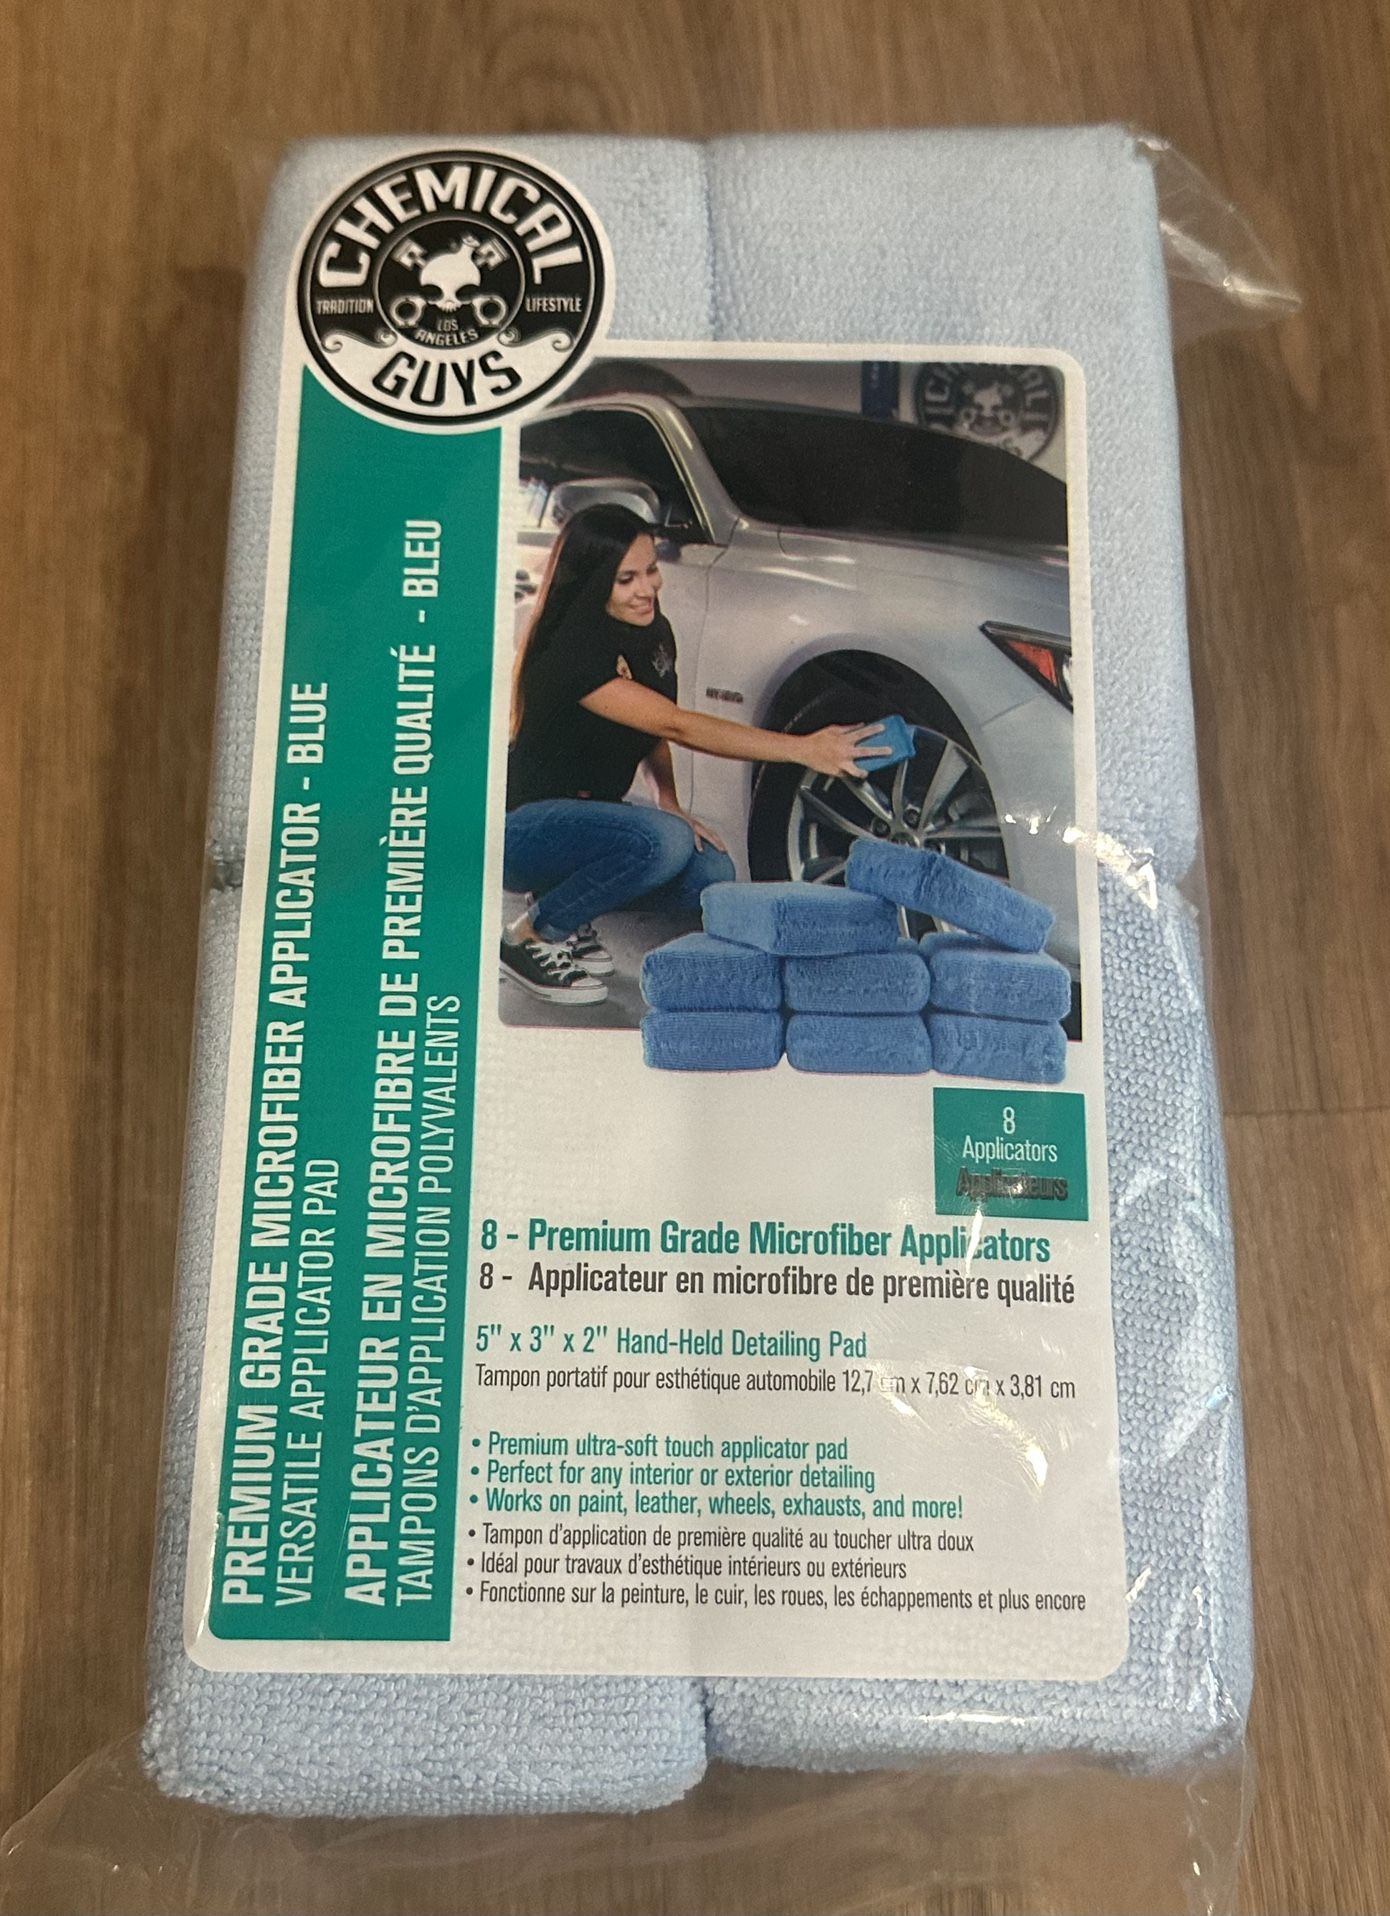 CHEMICAL
TRADITION
LIFESTYLE
LOS
ANGELES
GUYS
PREMIUM GRADE MICROFIBER APPLICATOR - BLUE
VERSATILE APPLICATOR PAD
APPLICATEUR EN MICROFIBRE DE PREMIÈRE QUALITÉ - BLEU
TAMPONS D'APPLICATION POLYVALENTS
8
Applicators
Applicateurs
8 - Premium Grade Microfiber Applicators
8 - Applicateur en microfibre de première qualité
5" x 3" x 2" Hand-Held Detailing Pad
Tampon portatif pour esthétique automobile 12,7 cm x 7,62 cm x 3,81 cm
• Premium ultra-soft touch applicator pad
• Perfect for any interior or exterior detailing
• Works on paint, leather, wheels, exhausts, and more!
• Tampon d'application de première qualité au toucher ultra doux
• Idéal pour travaux d'esthétique intérieurs ou extérieurs
• Fonctionne sur la peinture, le cuir, les roues, les échappements et plus encore